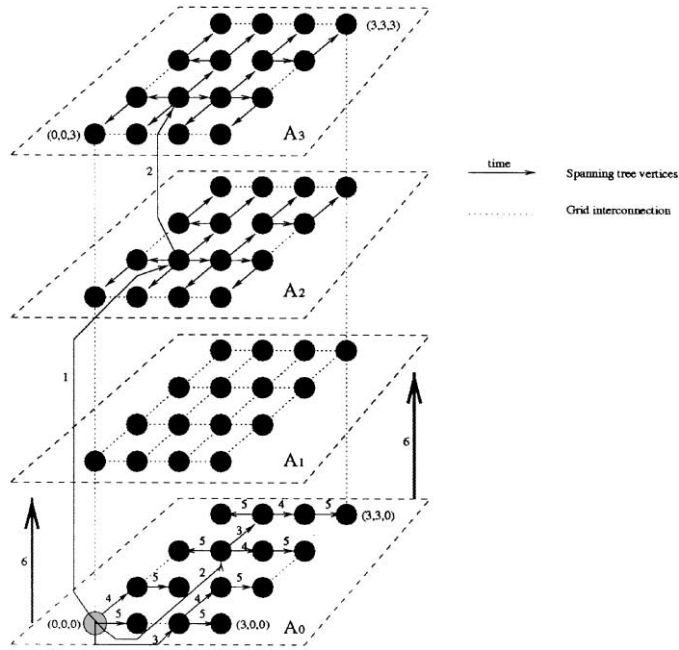 (3,3,3)
(0,0,3)
A3
2
time
Spanning tree vertices
Grid interconnection
A2
1
A1
6
5 4 5
(3,3,0)
3
5 4 5
6
2
4 5 4 5
(0,0,0)
5 5
(3,0,0)
A0
3